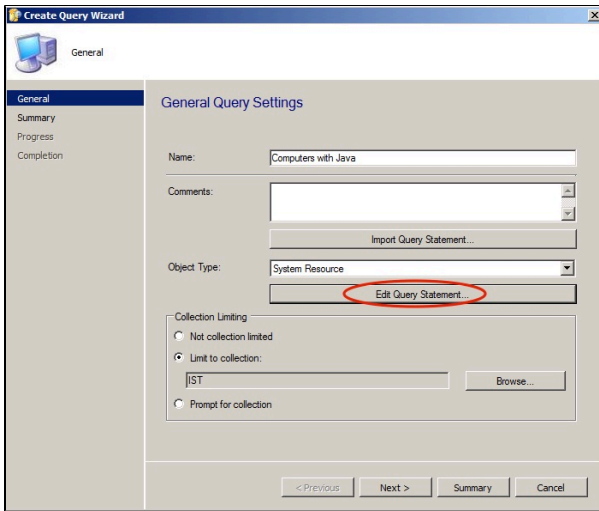 Create Query Wizard
General
General
Summary
Progress
Completion
General Query Settings
Name: Computers with Java
Comments:
Import Query Statement...
Object Type: System Resource
Edit Query Statement...
Collection Limiting
Not collection limited
Limit to collection:
IST Browse...
Prompt for collection
< Previous Next > Summary Cancel